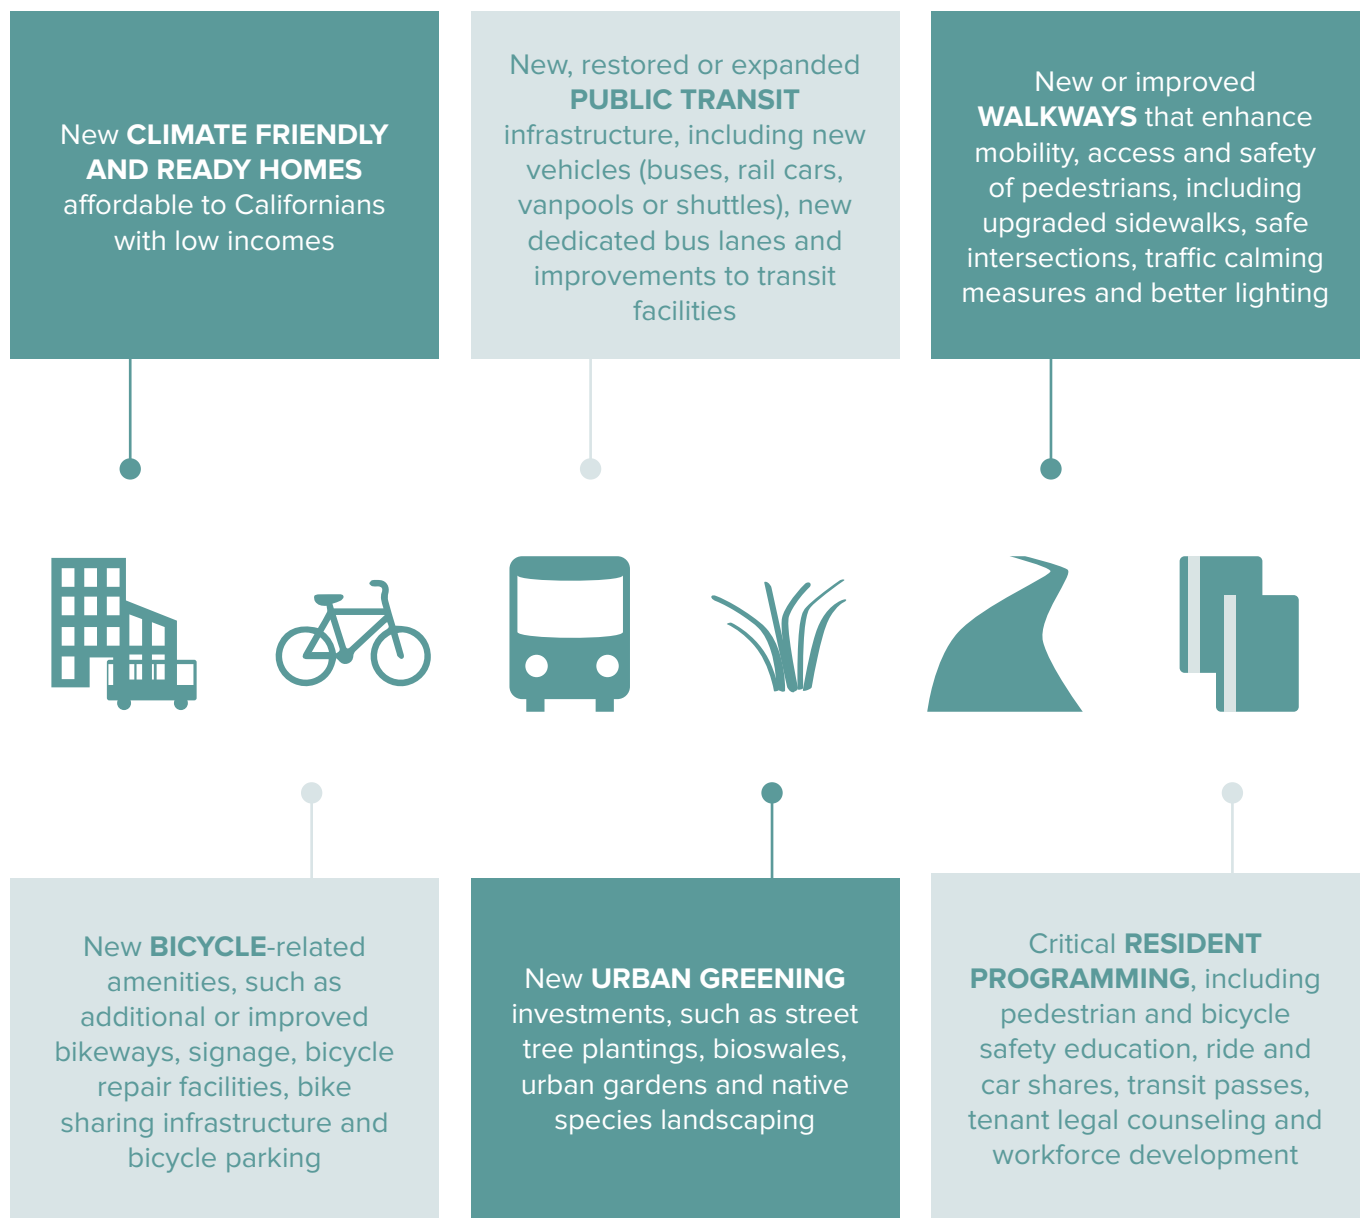 New CLIMATE FRIENDLY
AND READY HOMES
affordable to Californians
with low incomes
New, restored or expanded
PUBLIC TRANSIT
infrastructure, including new
vehicles (buses, rail cars,
vanpools or shuttles), new
dedicated bus lanes and
improvements to transit
facilities
New or improved
WALKWAYS that enhance
mobility, access and safety
of pedestrians, including
upgraded sidewalks, safe
intersections, traffic calming
measures and better lighting
New BICYCLE-related
amenities, such as
additional or improved
bikeways, signage, bicycle
repair facilities, bike
sharing infrastructure and
bicycle parking
New URBAN GREENING
investments, such as street
tree plantings, bioswales,
urban gardens and native
species landscaping
Critical RESIDENT
PROGRAMMING, including
pedestrian and bicycle
safety education, ride and
car shares, transit passes,
tenant legal counseling and
workforce development